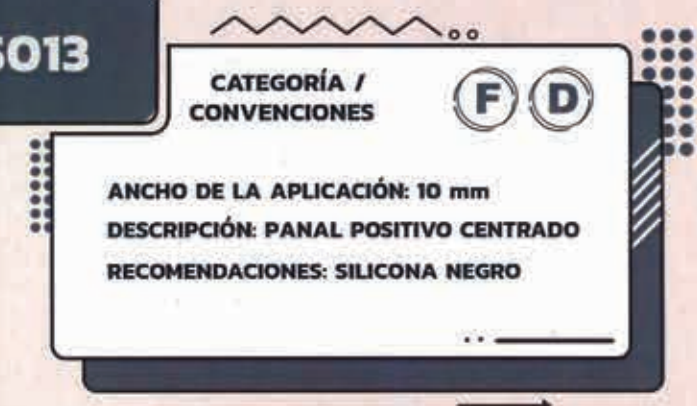 5013
CATEGORÍA /
CONVENCIONES
F D
ANCHO DE LA APLICACIÓN: 10 mm
DESCRIPCIÓN: PANAL POSITIVO CENTRADO
RECOMENDACIONES: SILICONA NEGRO